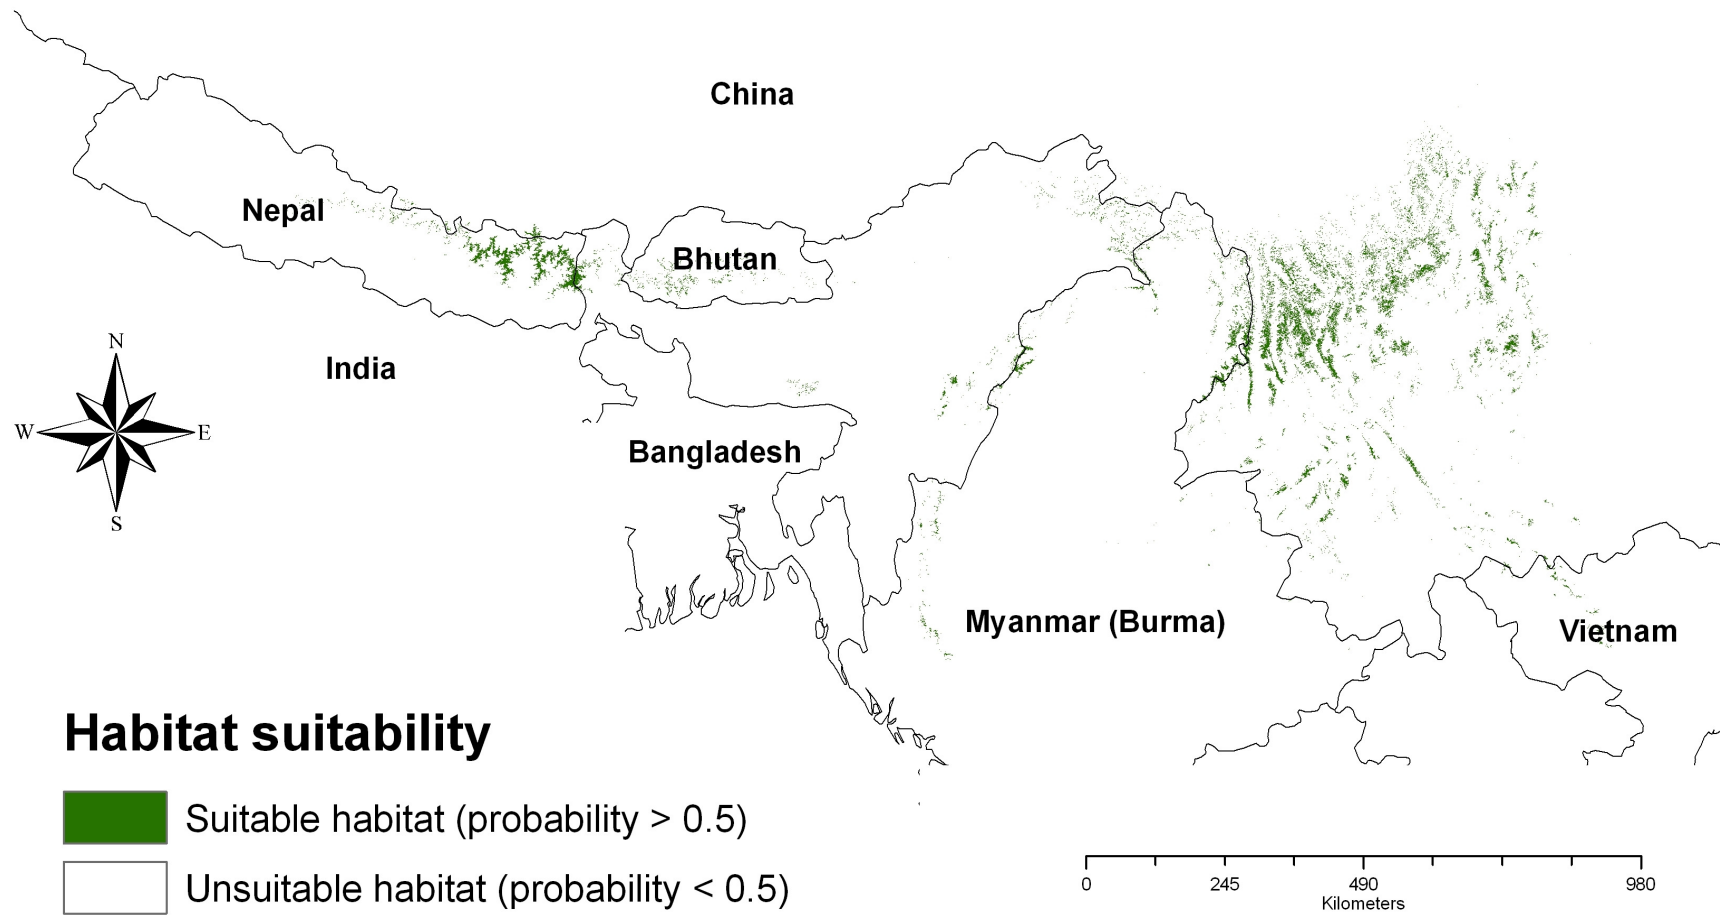 China
Nepal
Bhutan
India
N
W
E
S
Bangladesh
Myanmar (Burma)
Vietnam
Habitat suitability
Suitable habitat (probability > 0.5)
Unsuitable habitat (probability < 0.5)
0 245 490 980
Kilometers